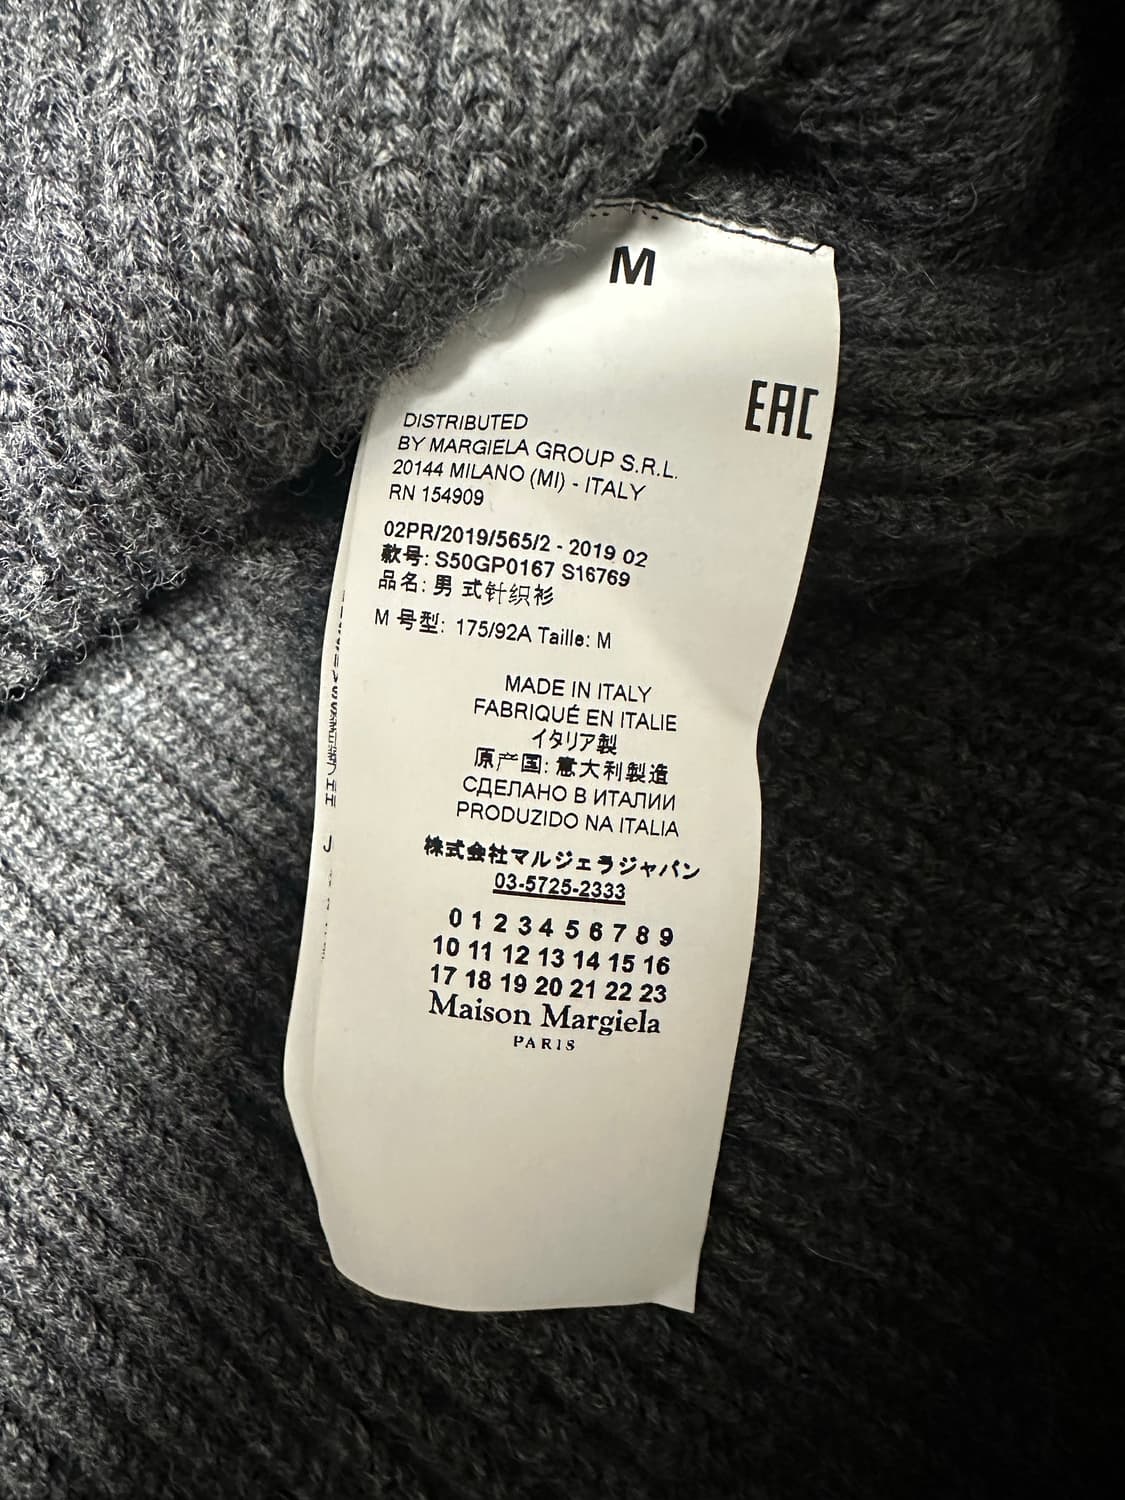 M
EAC
DISTRIBUTED
BY MARGIELA GROUP S.R.L.
20144 MILANO (MI) - ITALY
RN 154909
02PR/2019/565/2 - 2019 02
款号: S50GP0167 S16769
品名: 男 式针织衫
M 号型: 175/92A Taille: M
MADE IN ITALY
FABRIQUÉ EN ITALIE
イタリア製
原产国: 意大利製造
СДЕЛАНО В ИТАЛИИ
PRODUZIDO NA ITALIA
株式会社マルジェラジャパン
03-5725-2333
0 1 2 3 4 5 6 7 8 9
10 11 12 13 14 15 16
17 18 19 20 21 22 23
Maison Margiela
PARIS